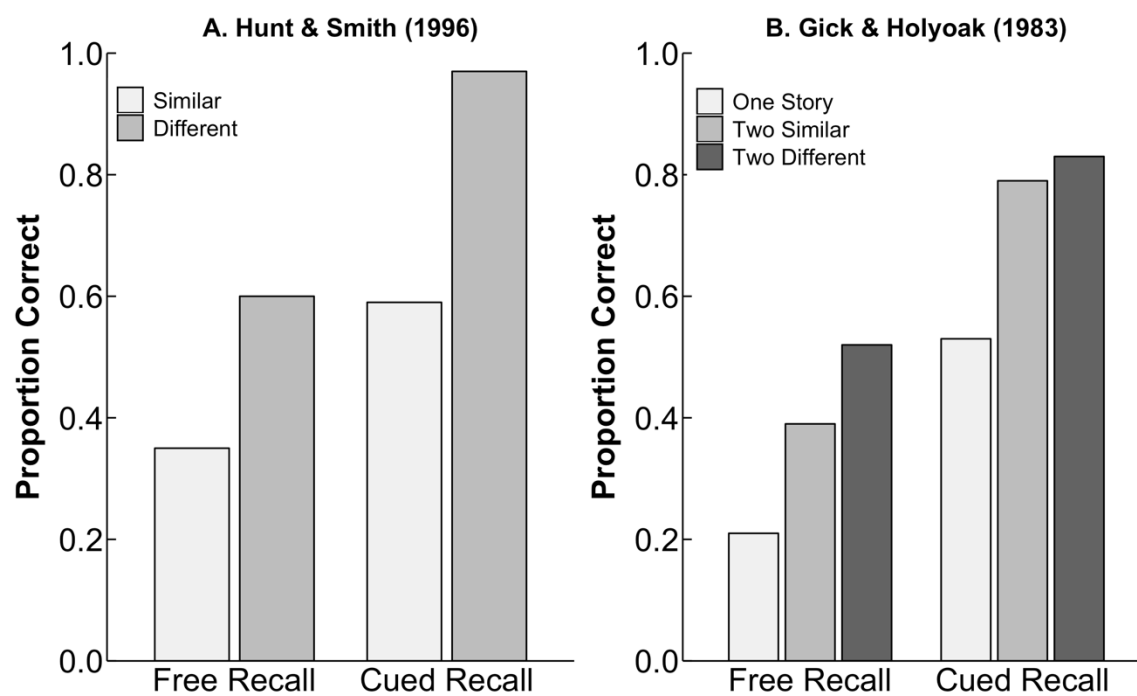 A. Hunt & Smith (1996)
Proportion Correct
1.0
0.8
0.6
0.4
0.2
0.0
Similar
Different
Free Recall
Cued Recall
B. Gick & Holyoak (1983)
Proportion Correct
1.0
0.8
0.6
0.4
0.2
0.0
One Story
Two Similar
Two Different
Free Recall
Cued Recall